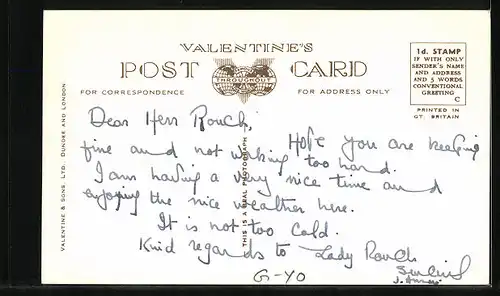 VALENTINE'S
POST CARD
THROUGHOUT
FOR CORRESPONDENCE
FOR ADDRESS ONLY
1d. STAMP
IF WITH ONLY
SENDER'S NAME
AND ADDRESS
AND 5 WORDS
CONVENTIONAL
GREETING
C
PRINTED IN
GT. BRITAIN
VALENTINE & SONS, LTD. DUNDEE AND LONDON
THIS IS A REAL PHOTOGRAPH
Dear Herr Rouch,
Hope you are keeping
fine and not working too hard.
I am having a very nice time and
enjoying the nice weather here.
It is not too cold.
Kind regards to Lady Rouch
G-YO